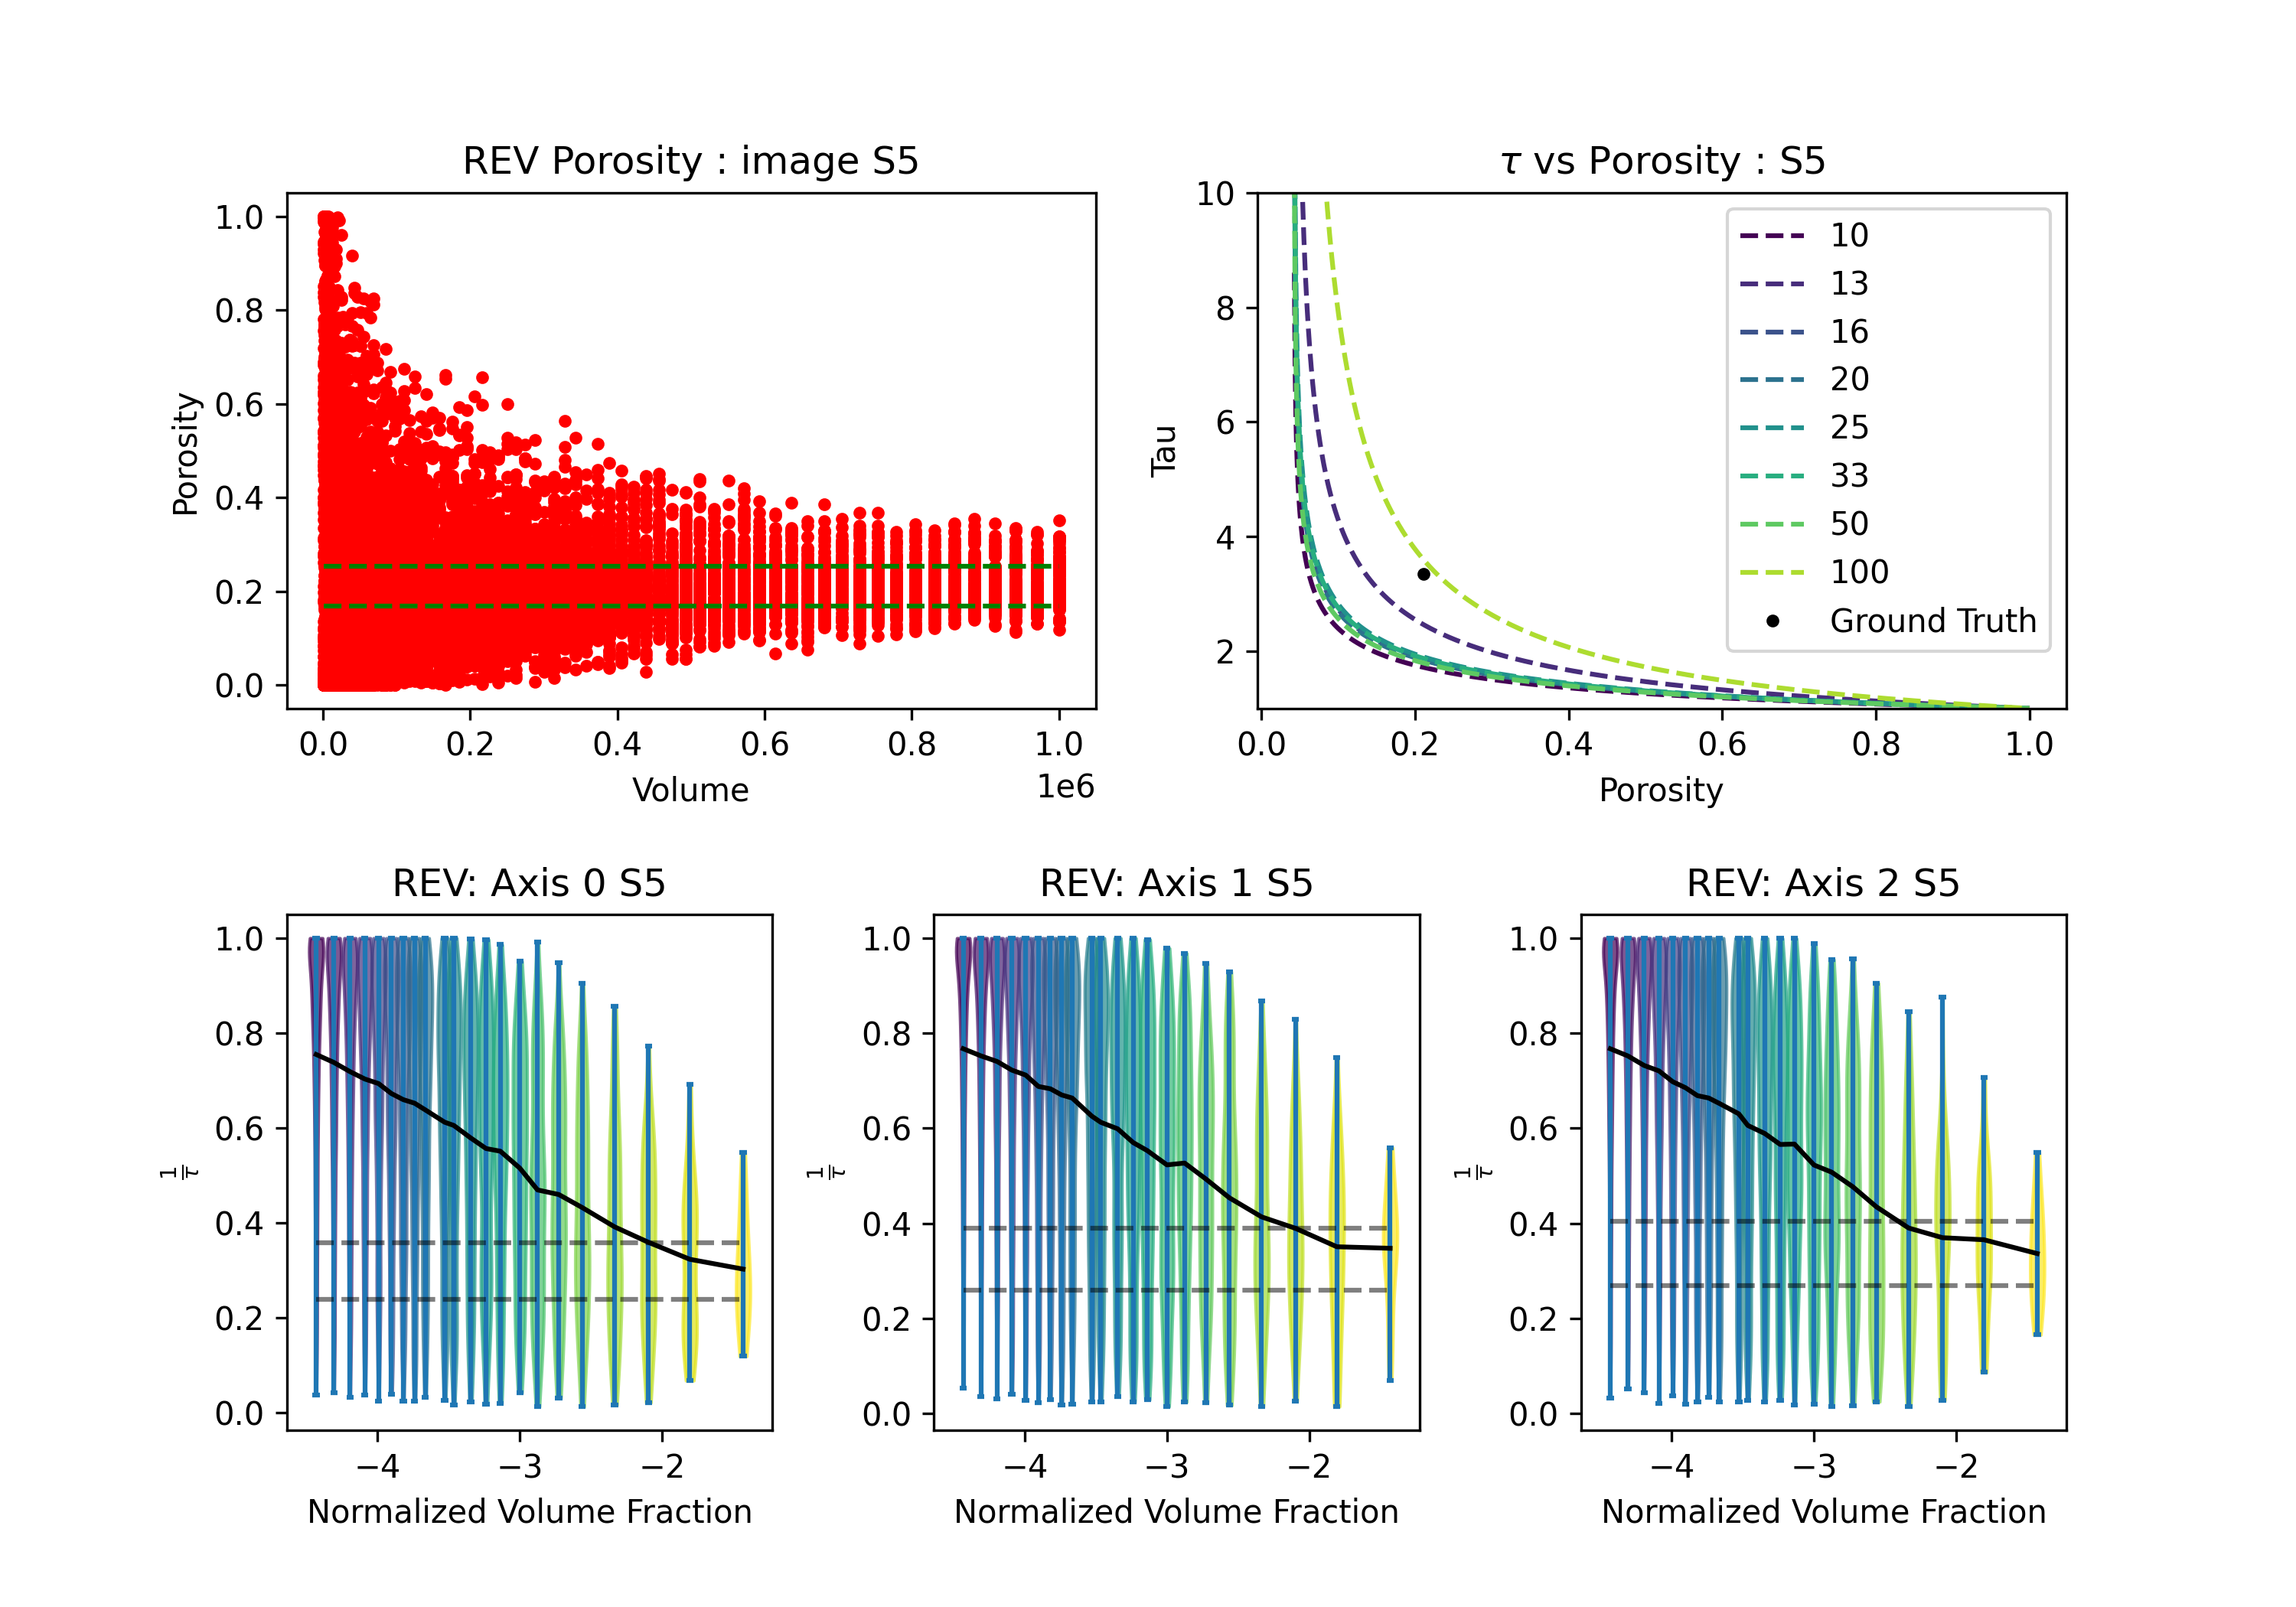 REV Porosity : image S5
1.0
0.8
0.6
0.4
0.2
0.0
Porosity
0.0 0.2 0.4 0.6 0.8 1.0
1e6
Volume
τ vs Porosity : S5
10
8
6
4
2
Tau
0.0 0.2 0.4 0.6 0.8 1.0
Porosity
10
13
16
20
25
33
50
100
Ground Truth
REV: Axis 0 S5
1.0
0.8
0.6
0.4
0.2
0.0
1/τ
−4 −3 −2
Normalized Volume Fraction
REV: Axis 1 S5
1.0
0.8
0.6
0.4
0.2
0.0
1/τ
−4 −3 −2
Normalized Volume Fraction
REV: Axis 2 S5
1.0
0.8
0.6
0.4
0.2
0.0
1/τ
−4 −3 −2
Normalized Volume Fraction